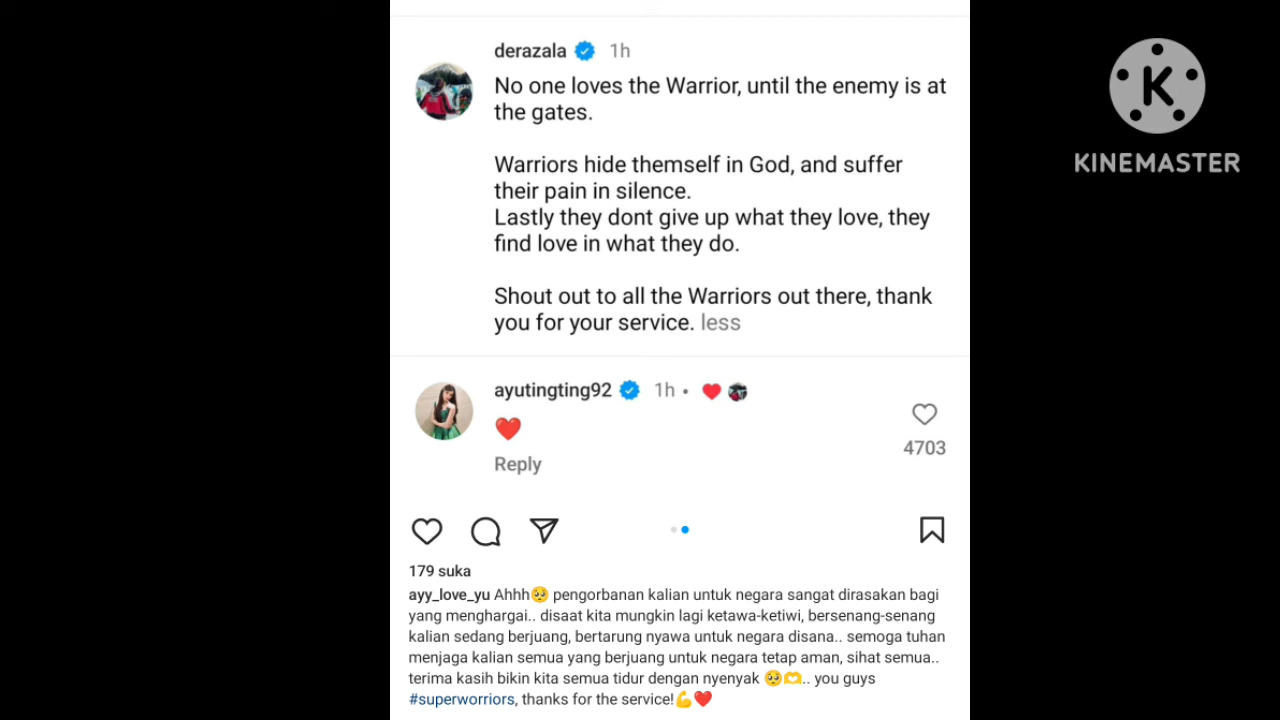 derazala 1h
No one loves the Warrior, until the enemy is at
the gates.
Warriors hide themself in God, and suffer
their pain in silence.
Lastly they dont give up what they love, they
find love in what they do.
Shout out to all the Warriors out there, thank
you for your service. less
ayutingting92 1h • ❤️
❤️
Reply
4703
179 suka
ayy_love_yu Ahhh🥺 pengorbanan kalian untuk negara sangat dirasakan bagi
yang menghargai.. disaat kita mungkin lagi ketawa-ketiwi, bersenang-senang
kalian sedang berjuang, bertarung nyawa untuk negara disana.. semoga tuhan
menjaga kalian semua yang berjuang untuk negara tetap aman, sihat semua..
terima kasih bikin kita semua tidur dengan nyenyak 🥺🫶.. you guys
#superworriors, thanks for the service!💪❤️
K
KINEMASTER